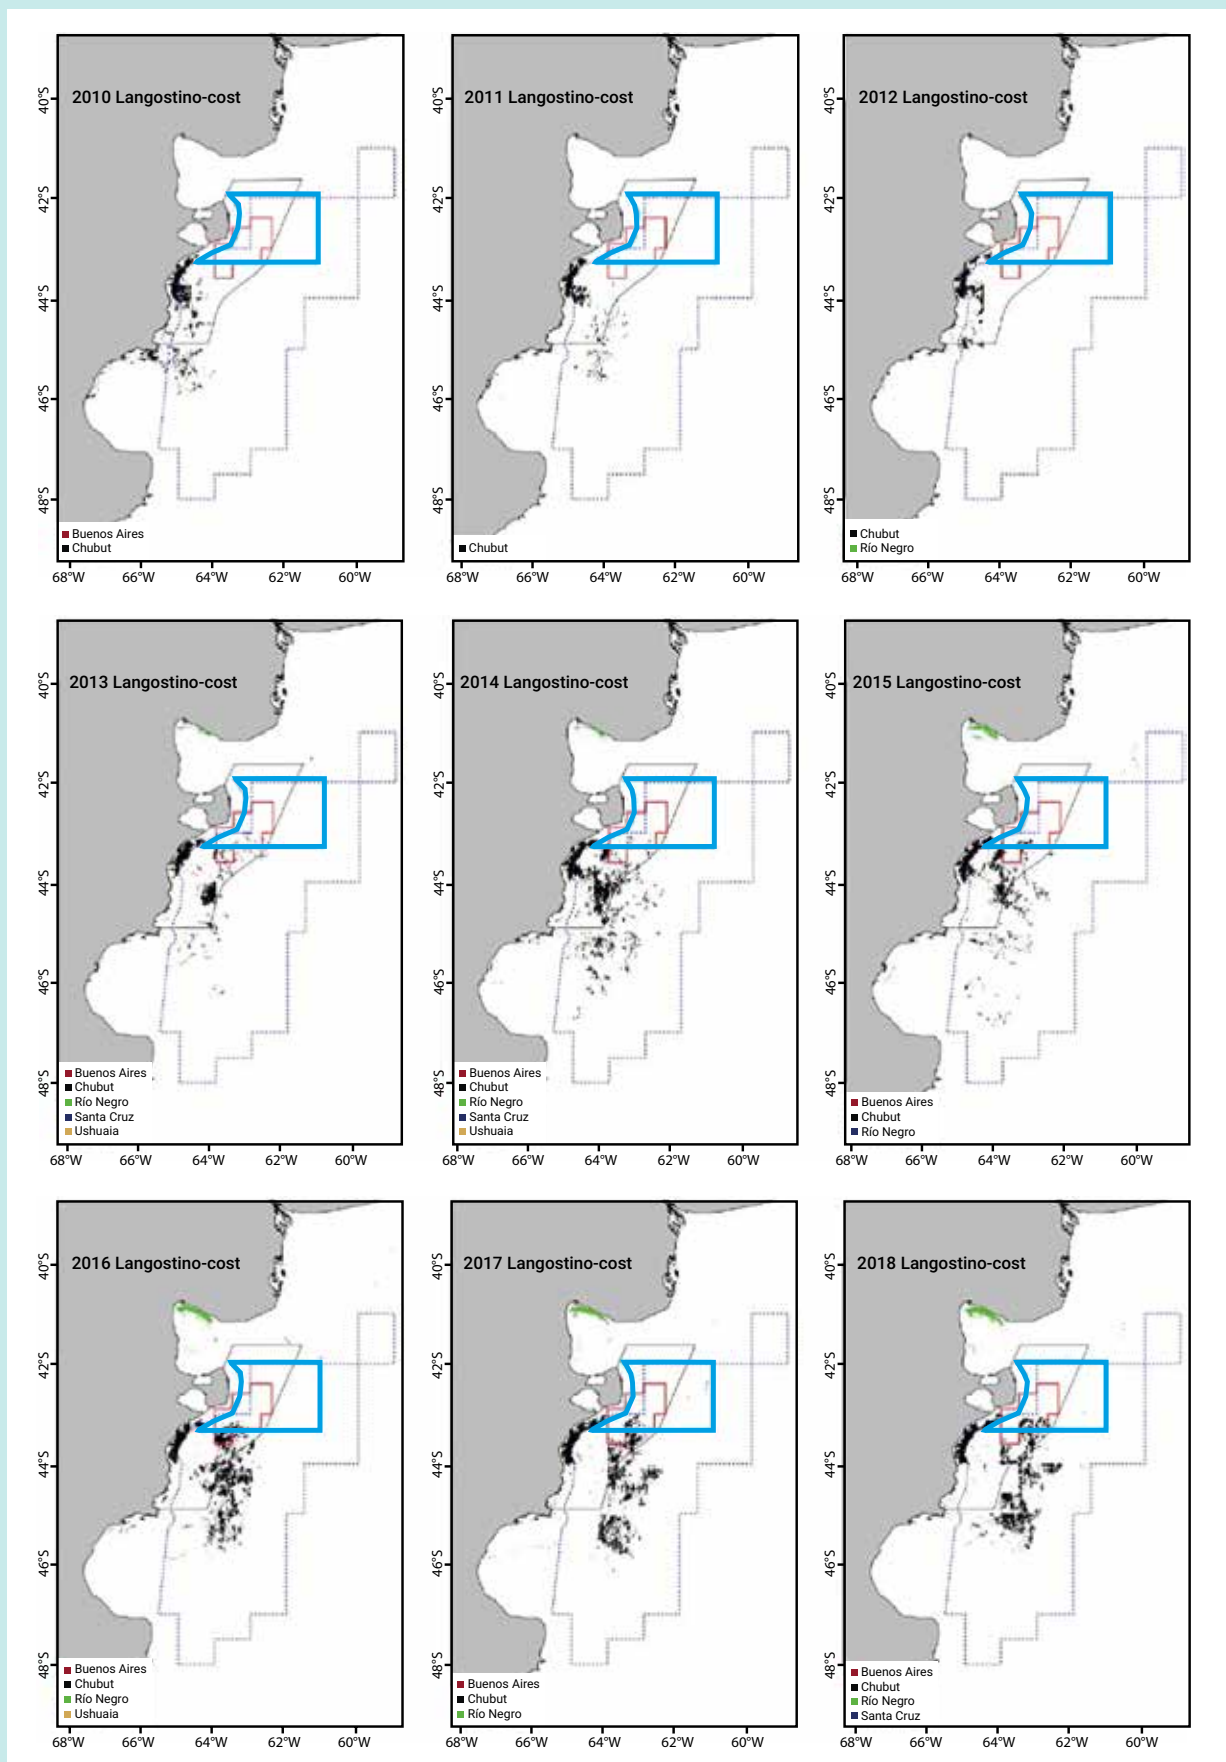 2010 Langostino-cost
40°S
42°S
44°S
46°S
48°S
Buenos Aires
Chubut
68°W 66°W 64°W 62°W 60°W
2011 Langostino-cost
40°S
42°S
44°S
46°S
48°S
Chubut
68°W 66°W 64°W 62°W 60°W
2012 Langostino-cost
40°S
42°S
44°S
46°S
48°S
Chubut
Río Negro
68°W 66°W 64°W 62°W 60°W
2013 Langostino-cost
40°S
42°S
44°S
46°S
48°S
Buenos Aires
Chubut
Río Negro
Santa Cruz
Ushuaia
68°W 66°W 64°W 62°W 60°W
2014 Langostino-cost
40°S
42°S
44°S
46°S
48°S
Buenos Aires
Chubut
Río Negro
Santa Cruz
Ushuaia
68°W 66°W 64°W 62°W 60°W
2015 Langostino-cost
40°S
42°S
44°S
46°S
48°S
Buenos Aires
Chubut
Río Negro
68°W 66°W 64°W 62°W 60°W
2016 Langostino-cost
40°S
42°S
44°S
46°S
48°S
Buenos Aires
Chubut
Río Negro
Ushuaia
68°W 66°W 64°W 62°W 60°W
2017 Langostino-cost
40°S
42°S
44°S
46°S
48°S
Buenos Aires
Chubut
Río Negro
68°W 66°W 64°W 62°W 60°W
2018 Langostino-cost
40°S
42°S
44°S
46°S
48°S
Buenos Aires
Chubut
Río Negro
Santa Cruz
68°W 66°W 64°W 62°W 60°W